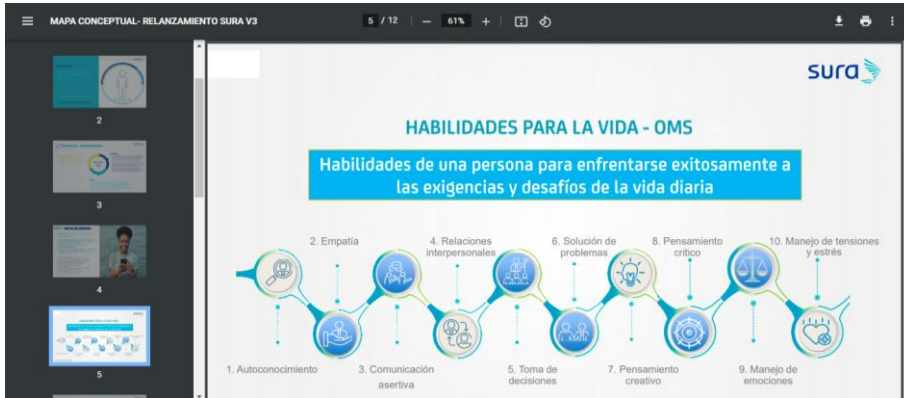 MAPA CONCEPTUAL- RELANZAMIENTO SURA V3
5 / 12
61%
2
3
4
5
sura
HABILIDADES PARA LA VIDA - OMS
Habilidades de una persona para enfrentarse exitosamente a
las exigencias y desafíos de la vida diaria
2. Empatía
4. Relaciones
interpersonales
6. Solución de
problemas
8. Pensamiento
critico
10. Manejo de tensiones
y estrés
1. Autoconocimiento
3. Comunicación
asertiva
5. Toma de
decisiones
7. Pensamiento
creativo
9. Manejo de
emociones